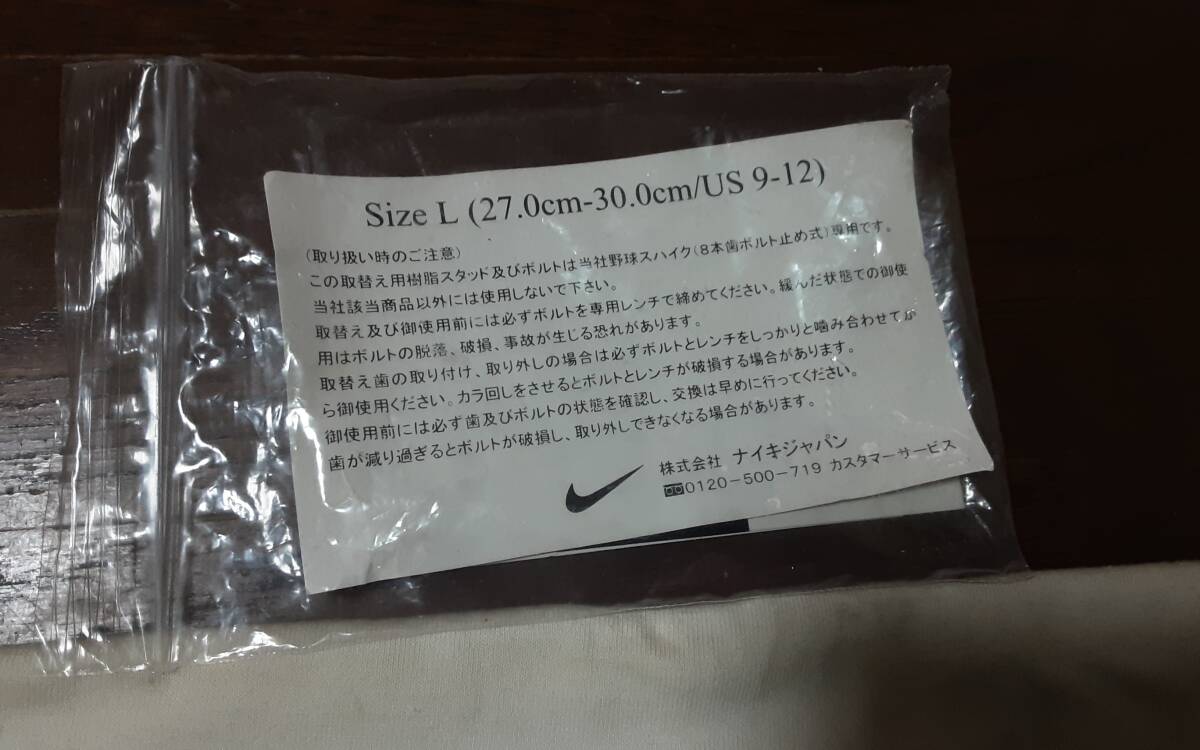 Size L (27.0cm-30.0cm/US 9-12)
(取り扱い時のご注意)
この取替え用樹脂スタッド及びボルトは当社野球スハイク(8本歯ボルト止め式)専用です。
当社該当商品以外には使用しないで下さい。
取替え及び御使用前には必ずボルトを専用レンチで締めてください。緩んだ状態での御使
用はボルトの脱落、破損、事故が生じる恐れがあります。
取替え歯の取り付け、取り外しの場合は必ずボルトとレンチをしっかりと噛み合わせてか
ら御使用ください。カラ回しをさせるとボルトとレンチが破損する場合があります。
御使用前には必ず歯及びボルトの状態を確認し、交換は早めに行ってください。
歯が減り過ぎるとボルトが破損し、取り外しできなくなる場合があります。
株式会社 ナイキジャパン
0120-500-719 カスタマーサービス